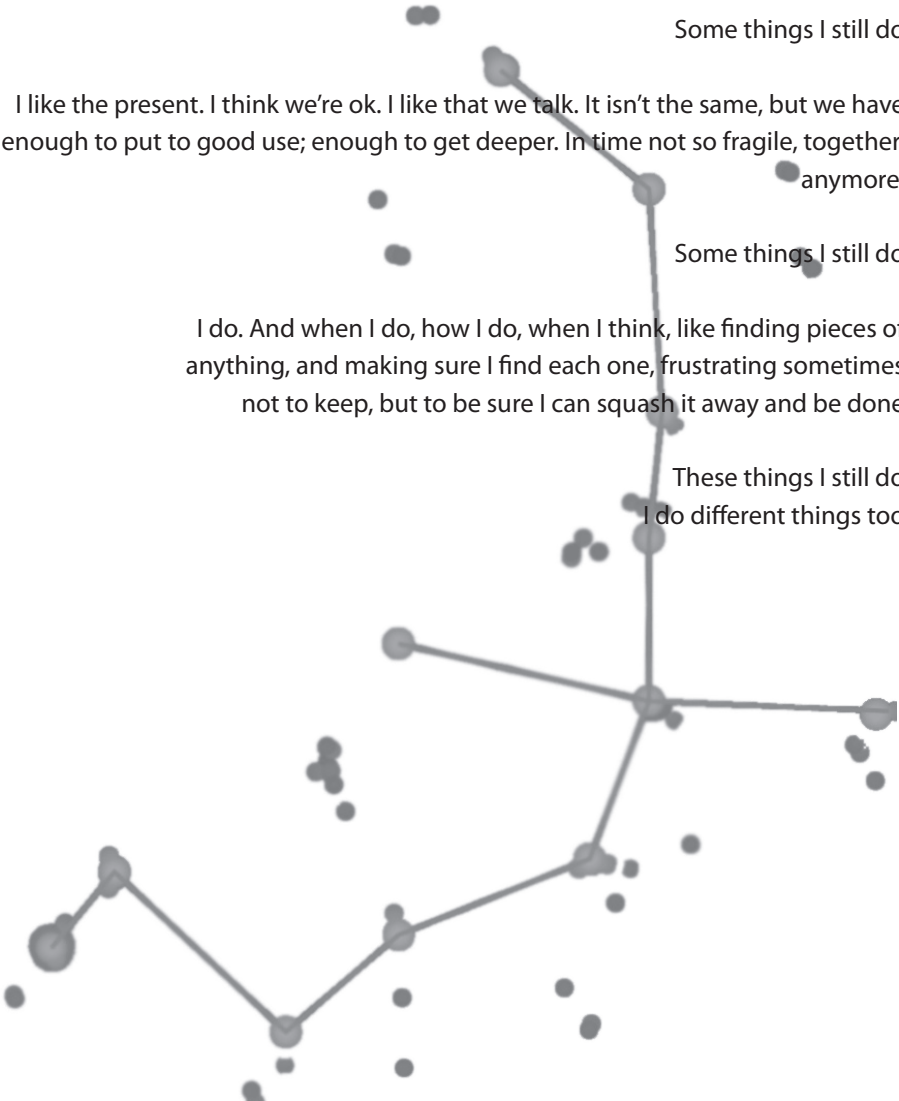 Some things I still do
I like the present. I think we're ok. I like that we talk. It isn't the same, but we have
enough to put to good use; enough to get deeper. In time not so fragile, together
anymore
Some things I still do
I do. And when I do, how I do, when I think, like finding pieces of
anything, and making sure I find each one, frustrating sometimes
not to keep, but to be sure I can squash it away and be done
These things I still do
I do different things too